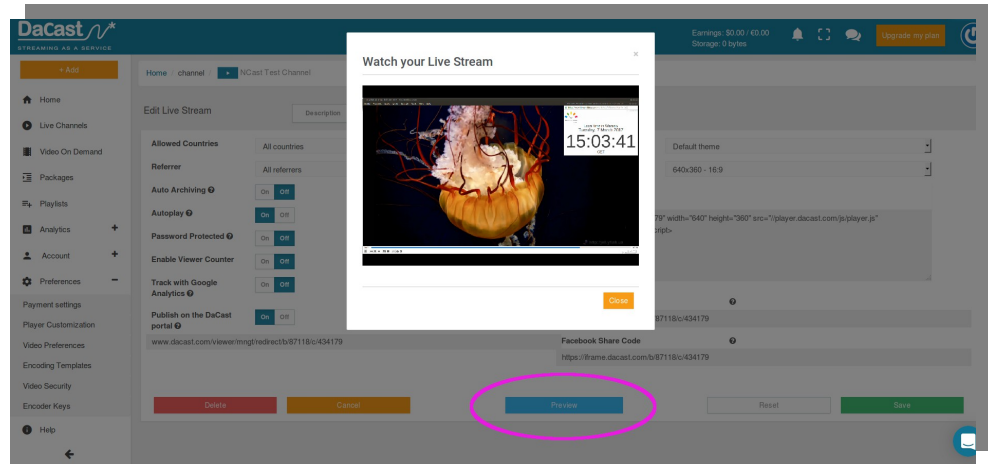 DaCast
STREAMING AS A SERVICE
Earnings: $0.00 / €0.00
Storage: 0 bytes
Upgrade my plan
+ Add
Home
Live Channels
Video On Demand
Packages
Playlists
Analytics +
Account +
Preferences −
Payment settings
Player Customization
Video Preferences
Encoding Templates
Video Security
Encoder Keys
Help
Home / channel / NCast Test Channel
Edit Live Stream
Description
Allowed Countries
All countries
Referrer
All referrers
Auto Archiving
On Off
Autoplay
On Off
Password Protected
On Off
Enable Viewer Counter
On Off
Track with Google
Analytics
On Off
Publish on the DaCast
portal
On Off
www.dacast.com/viewer/mngt/redirect/b/87118/c/434179
Watch your Live Stream
×
Tuesday, 7 March 2017
15:03:41
Close
Default theme
640x360 - 16:9
79" width="640" height="360" src="//player.dacast.com/js/player.js"
ript>
87118/c/434179
Facebook Share Code
https://iframe.dacast.com/b/87118/c/434179
Delete
Cancel
Preview
Reset
Save